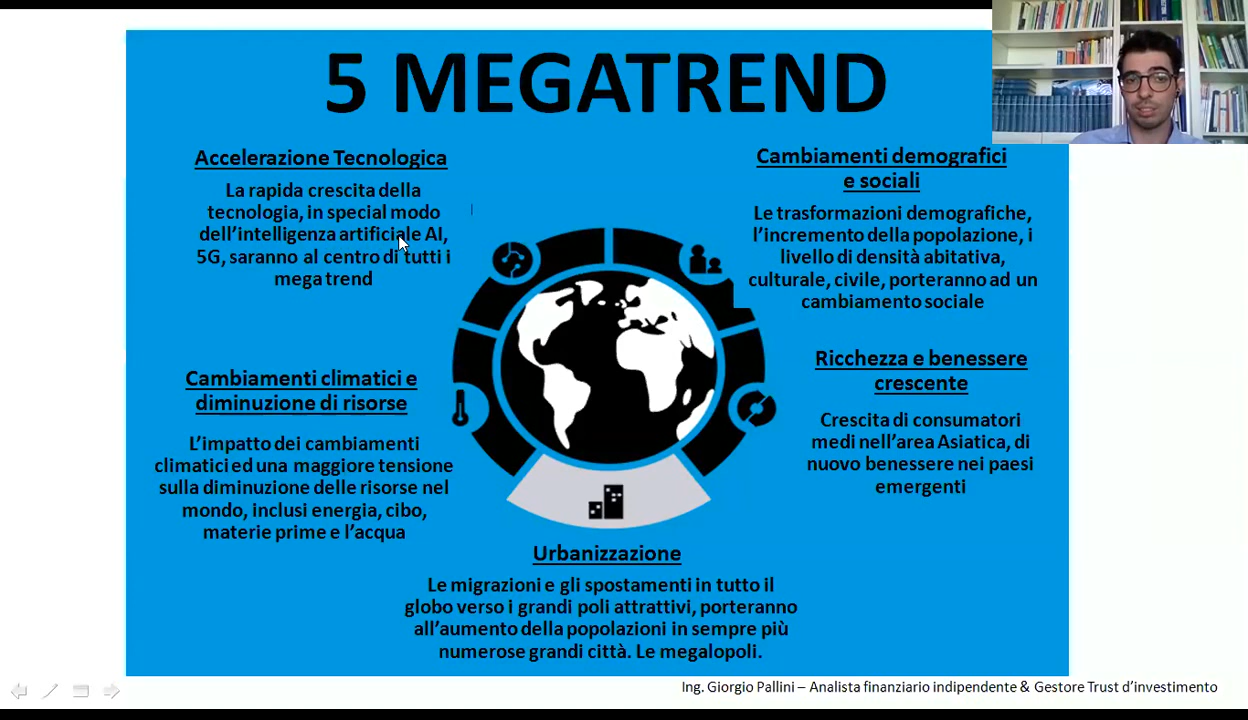 5 MEGATREND
Accelerazione Tecnologica
La rapida crescita della
tecnologia, in special modo
dell'intelligenza artificiale AI,
5G, saranno al centro di tutti i
mega trend
Cambiamenti demografici
e sociali
Le trasformazioni demografiche,
l'incremento della popolazione, i
livello di densità abitativa,
culturale, civile, porteranno ad un
cambiamento sociale
Cambiamenti climatici e
diminuzione di risorse
L'impatto dei cambiamenti
climatici ed una maggiore tensione
sulla diminuzione delle risorse nel
mondo, inclusi energia, cibo,
materie prime e l'acqua
Ricchezza e benessere
crescente
Crescita di consumatori
medi nell'area Asiatica, di
nuovo benessere nei paesi
emergenti
Urbanizzazione
Le migrazioni e gli spostamenti in tutto il
globo verso i grandi poli attrattivi, porteranno
all'aumento della popolazioni in sempre più
numerose grandi città. Le megalopoli.
Ing. Giorgio Pallini – Analista finanziario indipendente & Gestore Trust d'investimento